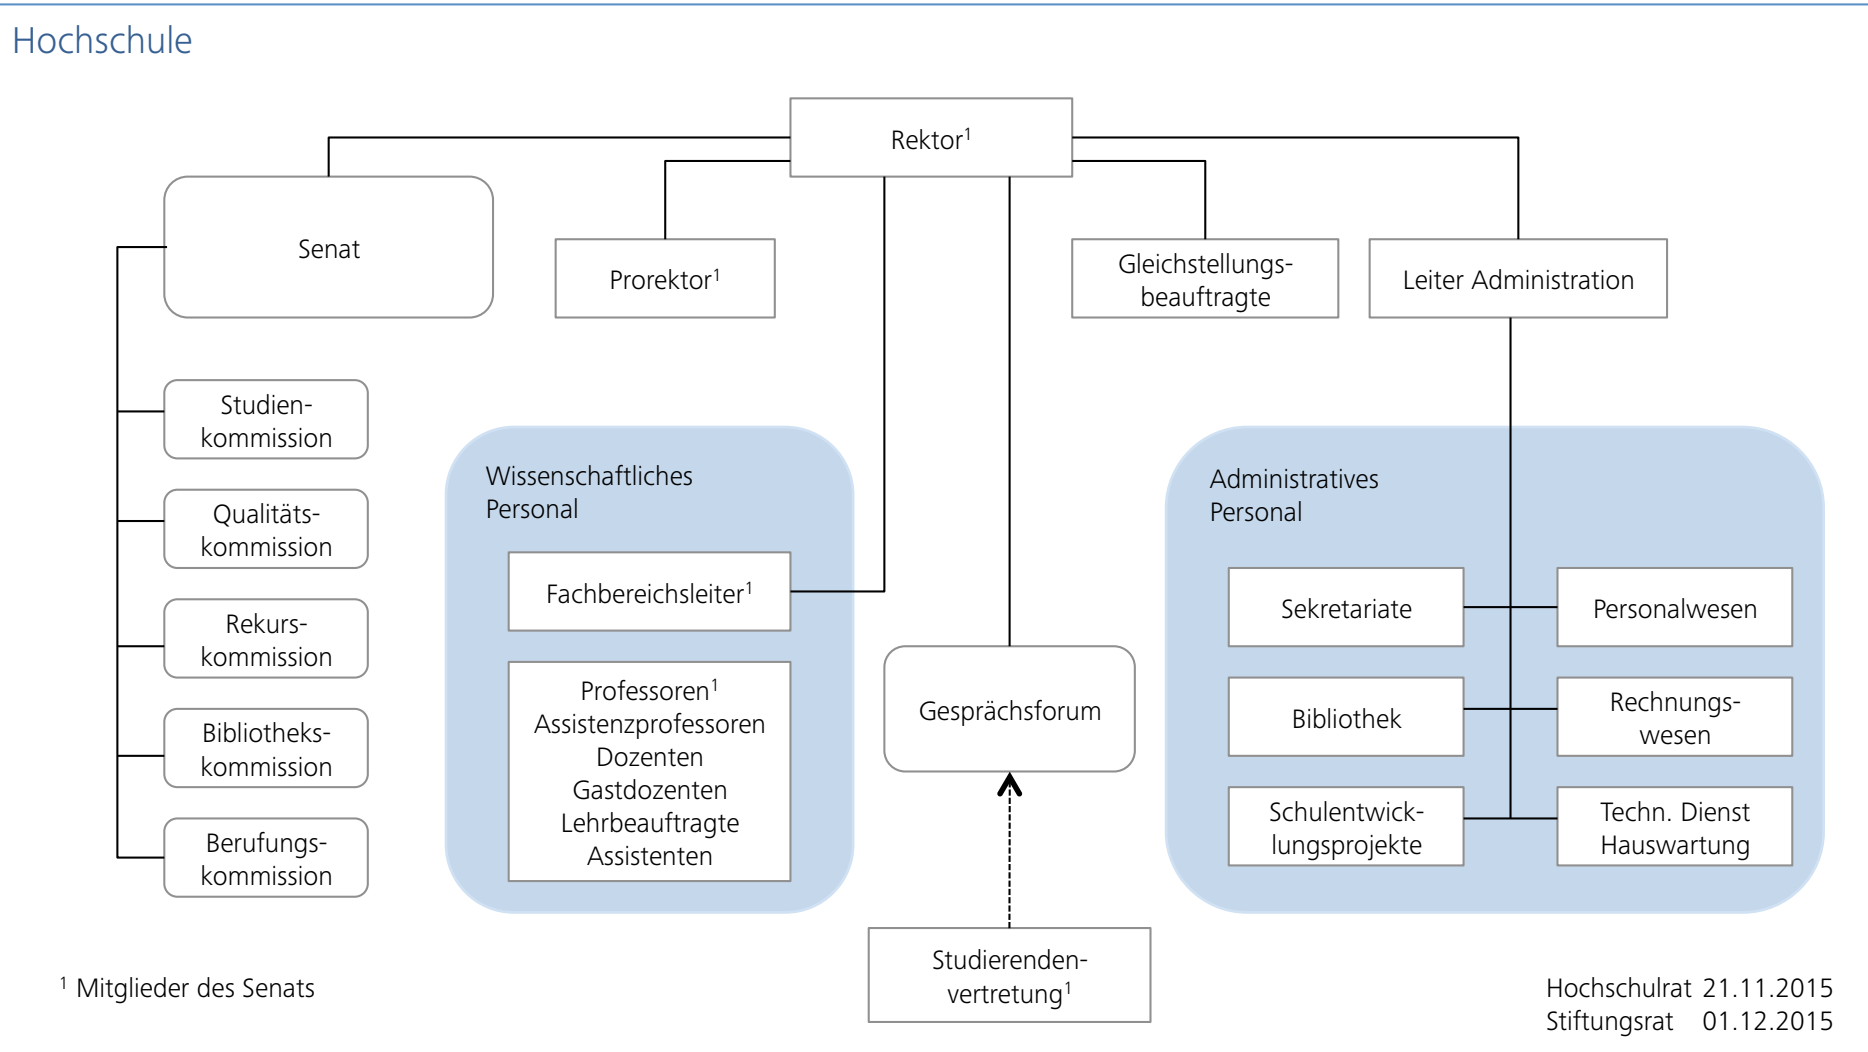 Hochschule
Rektor¹
Senat
Prorektor¹
Gleichstellungs-
beauftragte
Leiter Administration
Studien-
kommission
Qualitäts-
kommission
Rekurs-
kommission
Bibliotheks-
kommission
Berufungs-
kommission
Wissenschaftliches
Personal
Fachbereichsleiter¹
Professoren¹
Assistenzprofessoren
Dozenten
Gastdozenten
Lehrbeauftragte
Assistenten
Gesprächsforum
Studierenden-
vertretung¹
Administratives
Personal
Sekretariate
Personalwesen
Bibliothek
Rechnungs-
wesen
Schulentwick-
lungsprojekte
Techn. Dienst
Hauswartung
¹ Mitglieder des Senats
Hochschulrat 21.11.2015
Stiftungsrat 01.12.2015